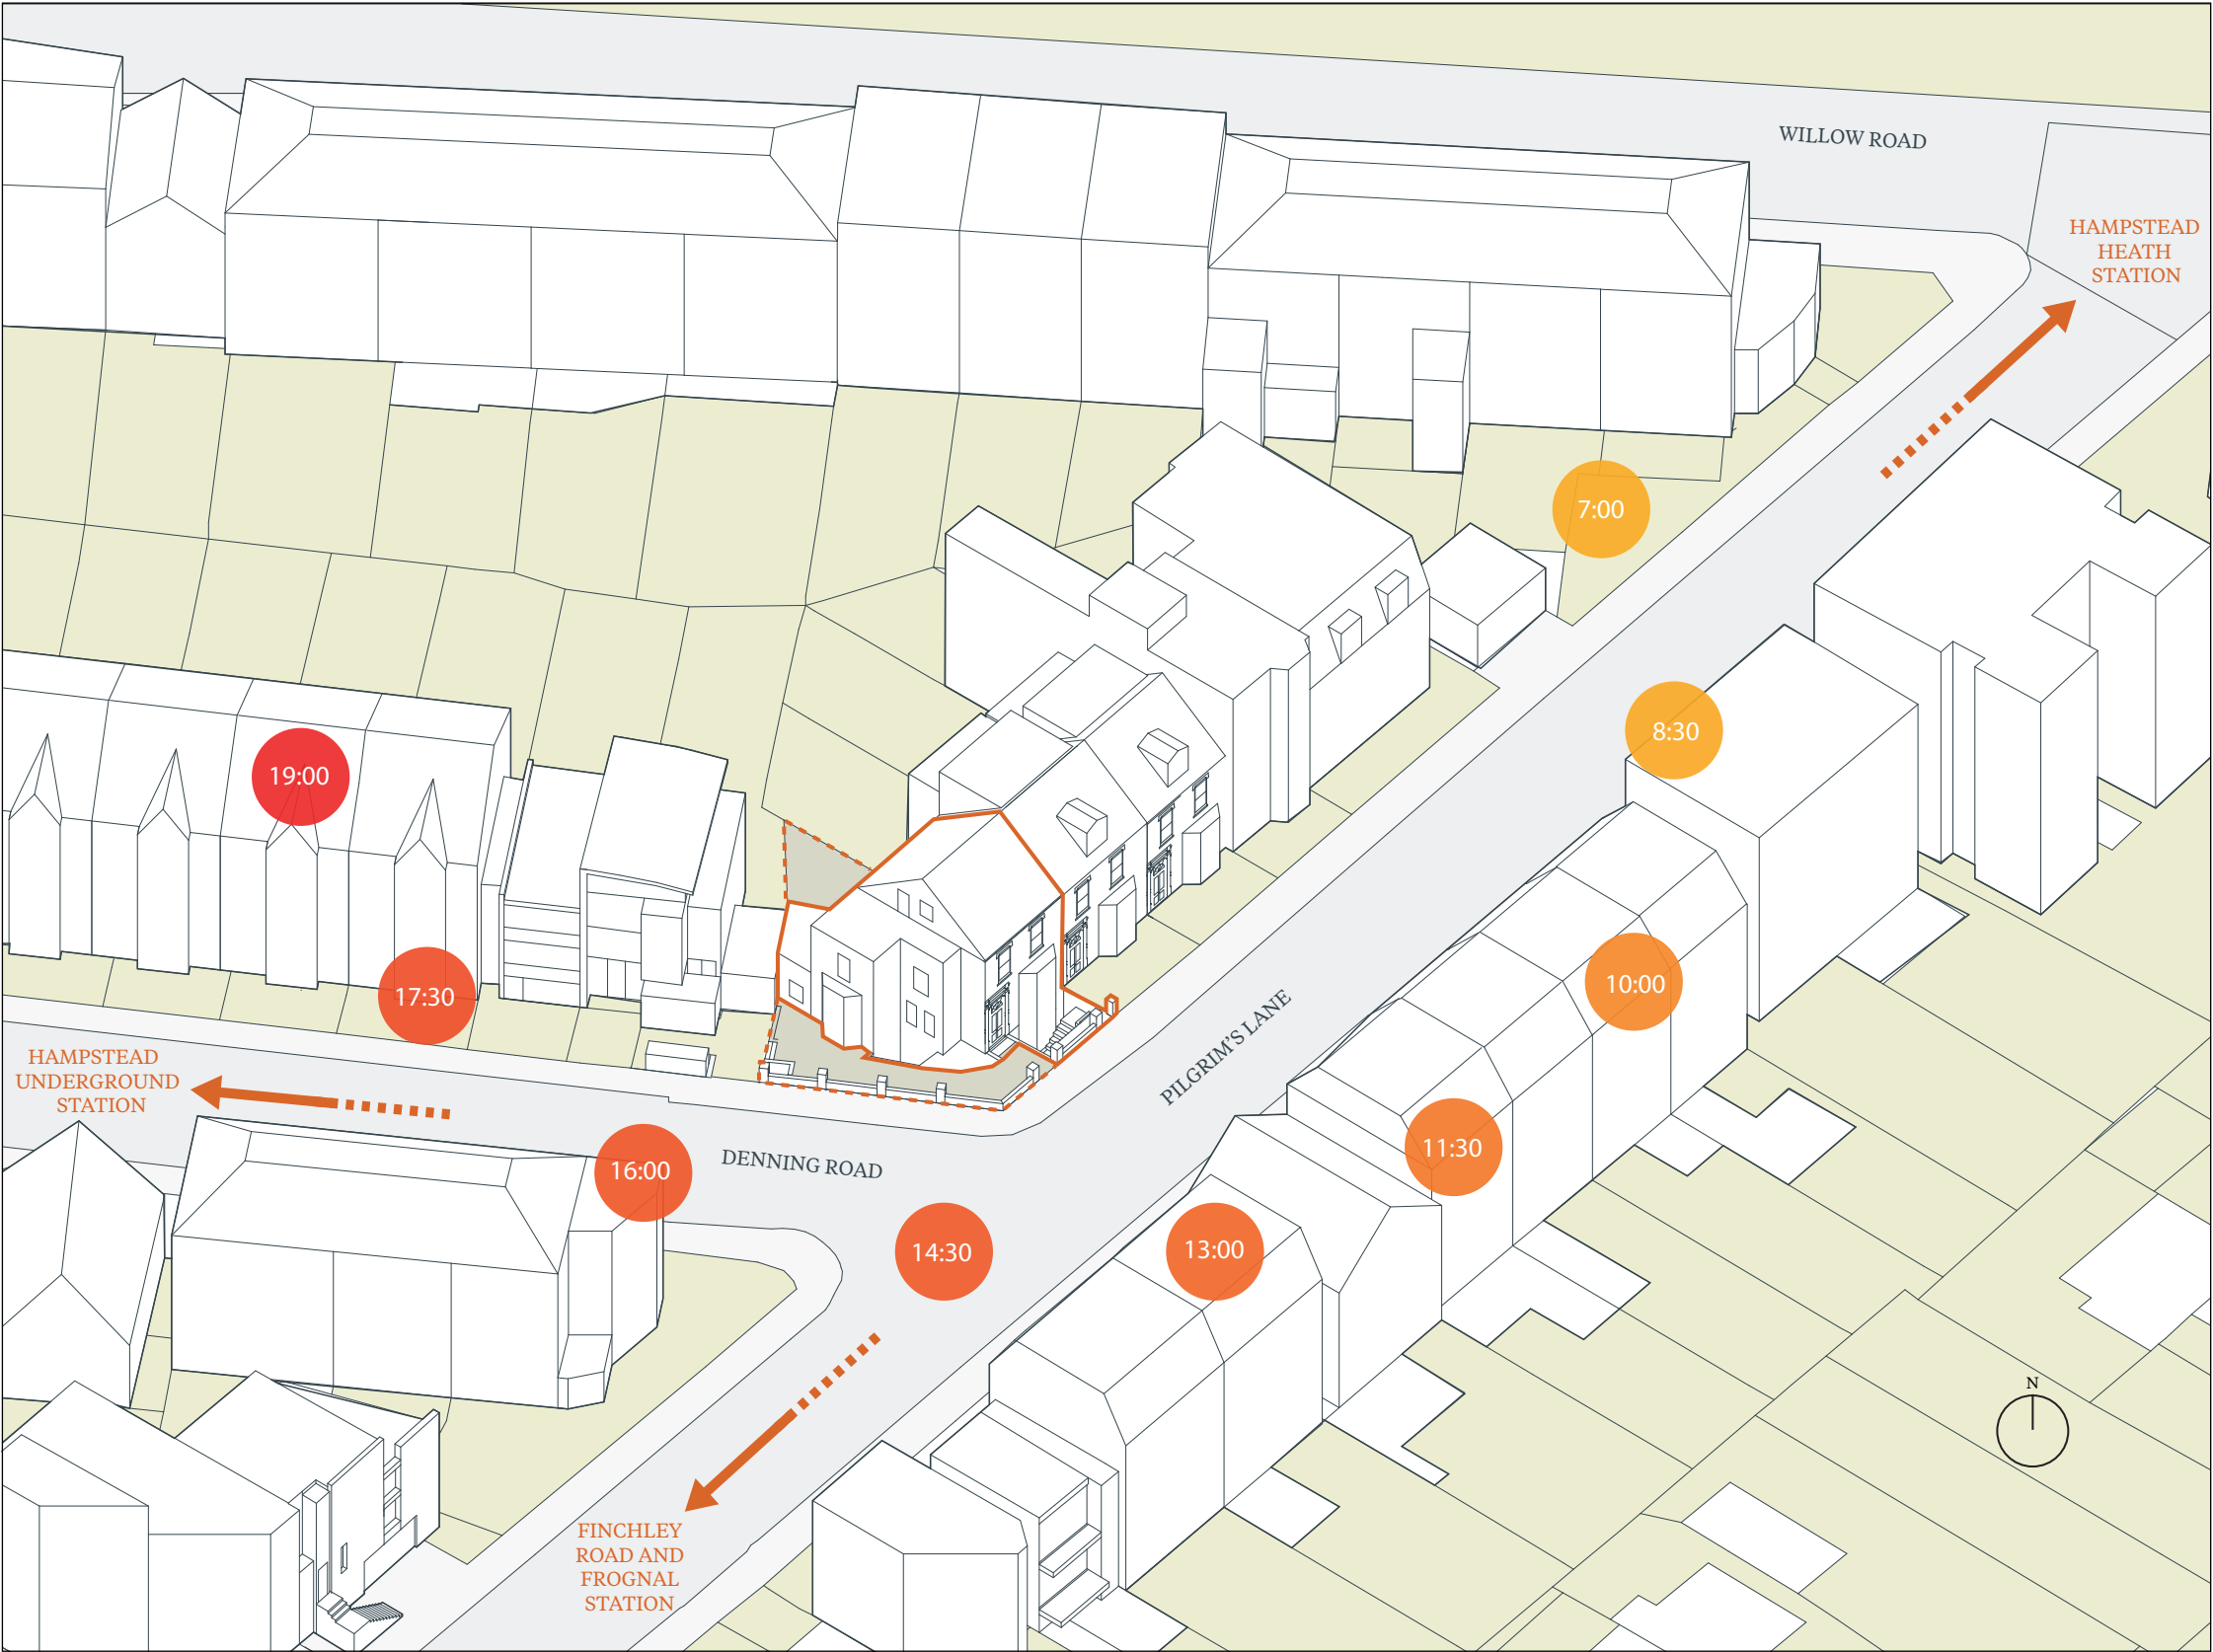 WILLOW ROAD
HAMPSTEAD
HEATH
STATION
7:00
8:30
19:00
10:00
17:30
PILGRIM'S LANE
HAMPSTEAD
UNDERGROUND
STATION
11:30
16:00
DENNING ROAD
14:30
13:00
N
FINCHLEY
ROAD AND
FROGNAL
STATION